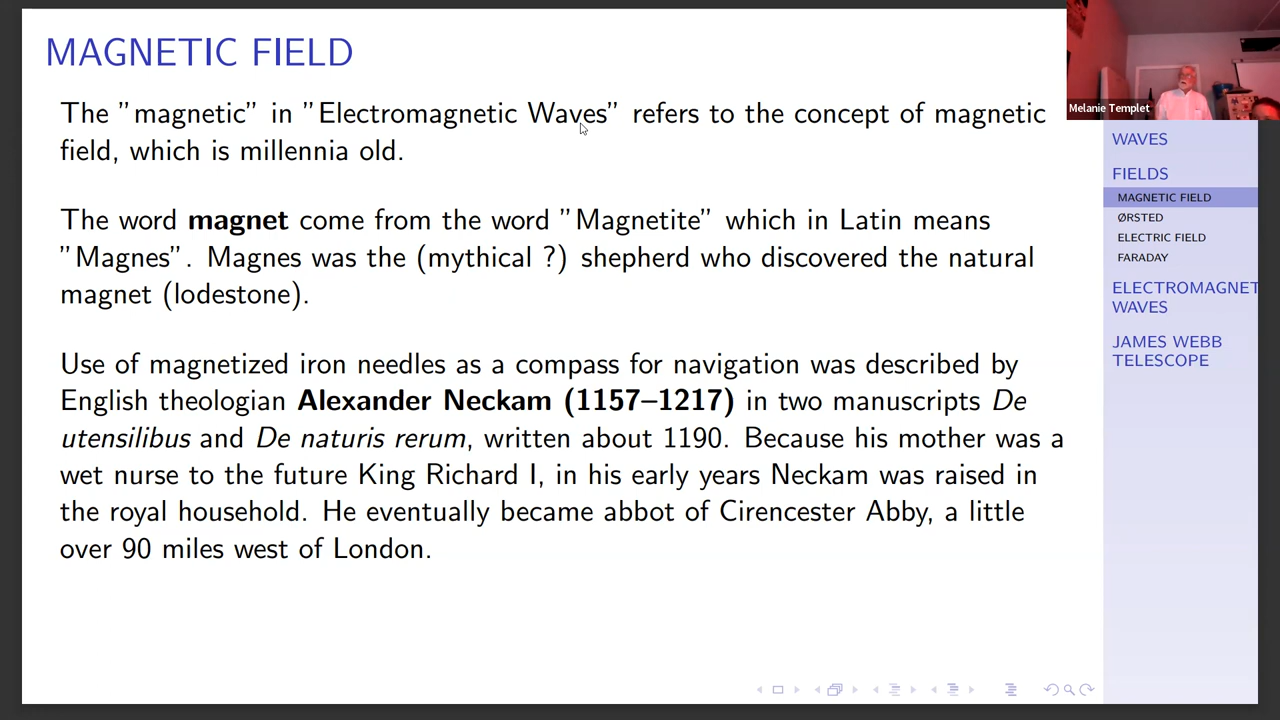 MAGNETIC FIELD
The "magnetic" in "Electromagnetic Waves" refers to the concept of magnetic
field, which is millennia old.
The word magnet come from the word "Magnetite" which in Latin means
"Magnes". Magnes was the (mythical ?) shepherd who discovered the natural
magnet (lodestone).
Use of magnetized iron needles as a compass for navigation was described by
English theologian Alexander Neckam (1157–1217) in two manuscripts De
utensilibus and De naturis rerum, written about 1190. Because his mother was a
wet nurse to the future King Richard I, in his early years Neckam was raised in
the royal household. He eventually became abbot of Cirencester Abby, a little
over 90 miles west of London.
Melanie Templet
WAVES
FIELDS
MAGNETIC FIELD
ØRSTED
ELECTRIC FIELD
FARADAY
ELECTROMAGNET
WAVES
JAMES WEBB
TELESCOPE